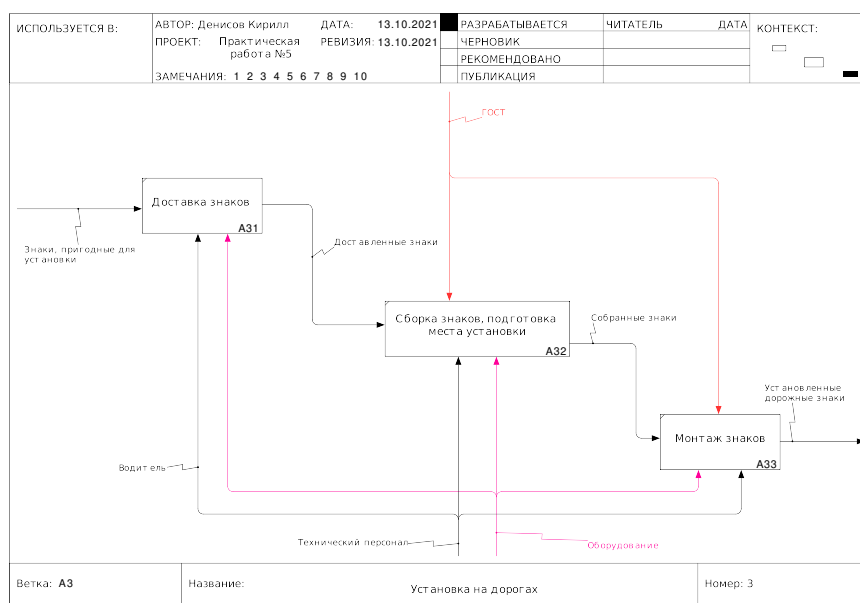 ИСПОЛЬЗУЕТСЯ В:
АВТОР: Денисов Кирилл
ДАТА: 13.10.2021
ПРОЕКТ: Практическая
работа №5
РЕВИЗИЯ: 13.10.2021
ЗАМЕЧАНИЯ: 1 2 3 4 5 6 7 8 9 10
РАЗРАБАТЫВАЕТСЯ
ЧЕРНОВИК
РЕКОМЕНДОВАНО
ПУБЛИКАЦИЯ
ЧИТАТЕЛЬ
ДАТА
КОНТЕКСТ:
ГОСТ
Доставка знаков
А31
Знаки, пригодные для
установки
Доставленные знаки
Сборка знаков, подготовка
места установки
А32
Собранные знаки
Установленные
дорожные знаки
Монтаж знаков
А33
Водитель
Технический персонал
Оборудование
Ветка: А3
Название:
Установка на дорогах
Номер: 3